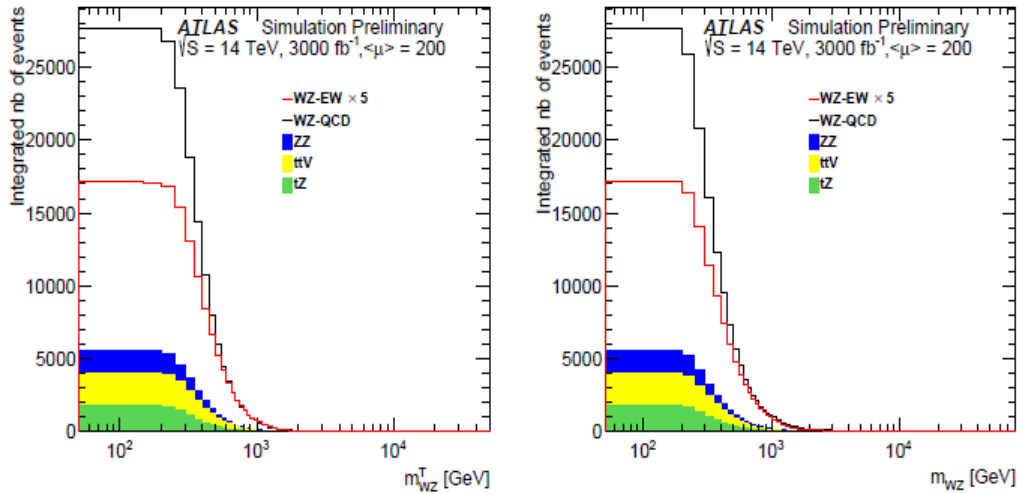 ATLAS Simulation Preliminary
√S = 14 TeV, 3000 fb⁻¹,<μ> = 200
WZ-EW × 5
WZ-QCD
ZZ
ttV
tZ
Integrated nb of events
25000
20000
15000
10000
5000
0
10² 10³ 10⁴
m_WZ^T [GeV]
ATLAS Simulation Preliminary
√S = 14 TeV, 3000 fb⁻¹,<μ> = 200
WZ-EW × 5
WZ-QCD
ZZ
ttV
tZ
Integrated nb of events
25000
20000
15000
10000
5000
0
10² 10³ 10⁴
m_WZ [GeV]